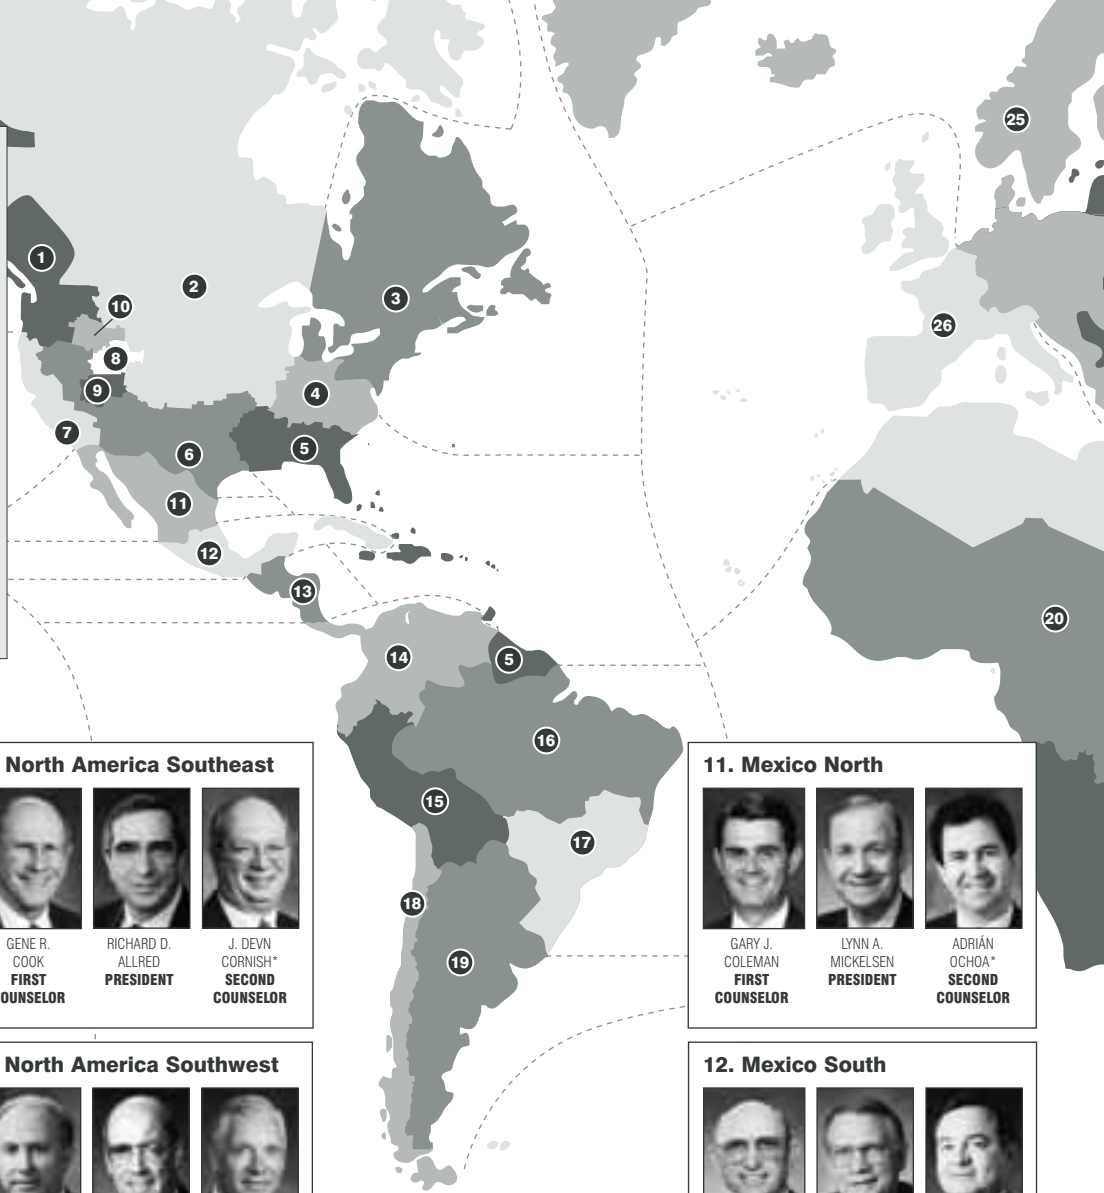 25
1
2
10
3
26
8
9
4
7
5
6
11
12
13
20
14
5
16
15
17
18
19
North America Southeast
GENE R.
COOK
FIRST
OUNSELOR
RICHARD D.
ALLRED
PRESIDENT
J. DEVN
CORNISH*
SECOND
COUNSELOR
North America Southwest
11. Mexico North
GARY J.
COLEMAN
FIRST
COUNSELOR
LYNN A.
MICKELSEN
PRESIDENT
ADRIÁN
OCHOA*
SECOND
COUNSELOR
12. Mexico South